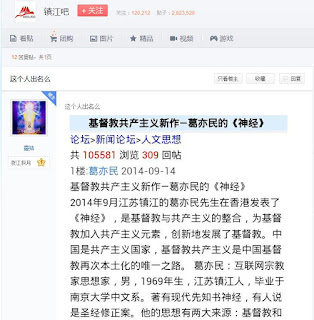 镇江吧
+ 关注
关注：100,212 贴子：2,823,620
看贴 团购 图片 精品 视频 游戏
12 回复贴，共1页
这个人出名么
只看楼主 收藏 回复
这个人出名么
基督教共产主义新作—葛亦民的《神经》
论坛>新闻论坛>人文思想
共 105581 浏览 309 回帖
1楼:葛亦民 2014-09-14
基督教共产主义新作—葛亦民的《神经》
2014年9月江苏镇江的葛亦民先生在香港发表了
《神经》，是基督教与共产主义的整合，为基督
教加入共产主义元素，创新地发展了基督教。中
国是共产主义国家，基督教共产主义是中国基督
教再次本土化的唯一之路。 葛亦民：互联网宗教
家思想家，男，1969年生，江苏镇江人，毕业于
南京大学中文系。著有现代先知书神经，有人说
是圣经修正案。他的思想有两大来源：基督教和